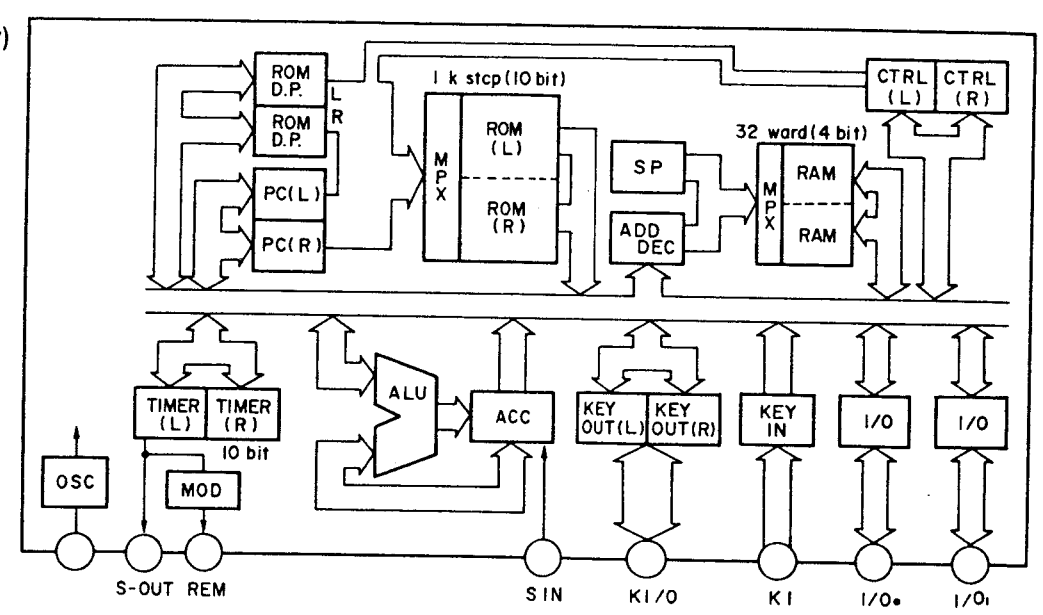 )
ROM
D.P.
ROM
D.P.
L
R
PC(L)
PC(R)
1 k stcp (10 bit)
MPX
ROM
(L)
ROM
(R)
SP
ADD
DEC
32 ward (4 bit)
MPX
RAM
RAM
CTRL
(L)
CTRL
(R)
TIMER
(L)
TIMER
(R)
10 bit
OSC
MOD
ALU
ACC
KEY
OUT(L)
KEY
OUT(R)
KEY
IN
I/O
I/O
S-OUT
REM
SIN
KI/O
KI
I/O₀
I/O₁